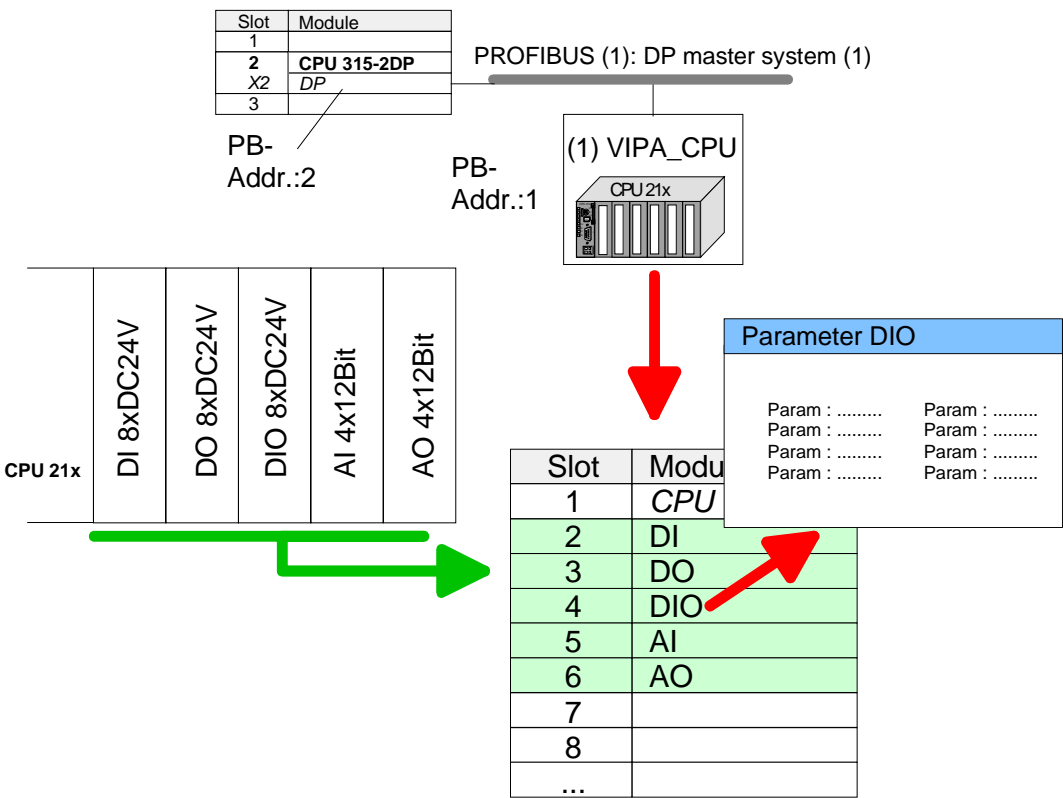 Slot Module
1
2 CPU 315-2DP
X2 DP
3
PROFIBUS (1): DP master system (1)
PB-
Addr.:2
PB-
Addr.:1
(1) VIPA_CPU
CPU 21x
CPU 21x
DI 8xDC24V
DO 8xDC24V
DIO 8xDC24V
AI 4x12Bit
AO 4x12Bit
Parameter DIO
Param : ......... Param : .........
Param : ......... Param : .........
Param : ......... Param : .........
Param : ......... Param : .........
Slot Modu
1 CPU
2 DI
3 DO
4 DIO
5 AI
6 AO
7
8
...